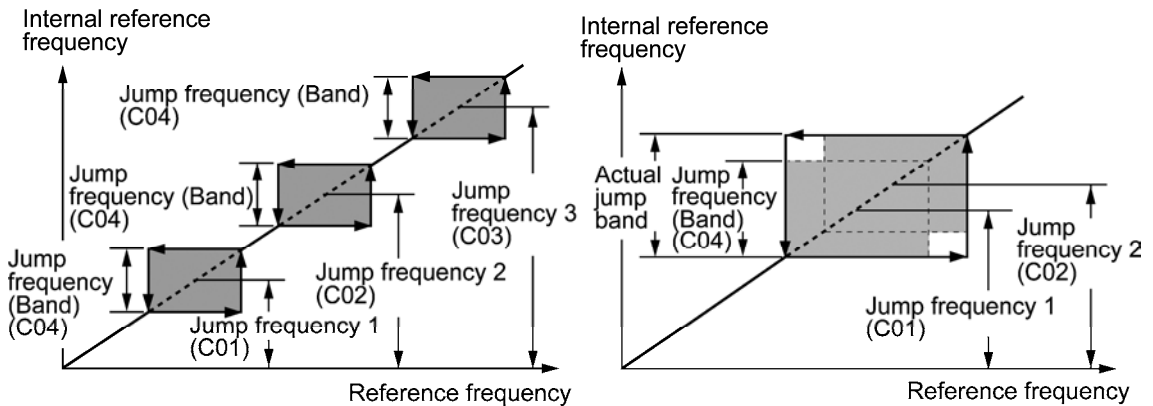 Internal reference
frequency
Jump frequency (Band)
(C04)
Jump
frequency (Band)
(C04)
Jump
frequency
(Band)
(C04)
Jump
frequency 3
(C03)
Jump frequency 2
(C02)
Jump frequency 1
(C01)
Reference frequency
Internal reference
frequency
Actual
jump
band
Jump
frequency
(Band)
(C04)
Jump
frequency 2
(C02)
Jump frequency 1
(C01)
Reference frequency